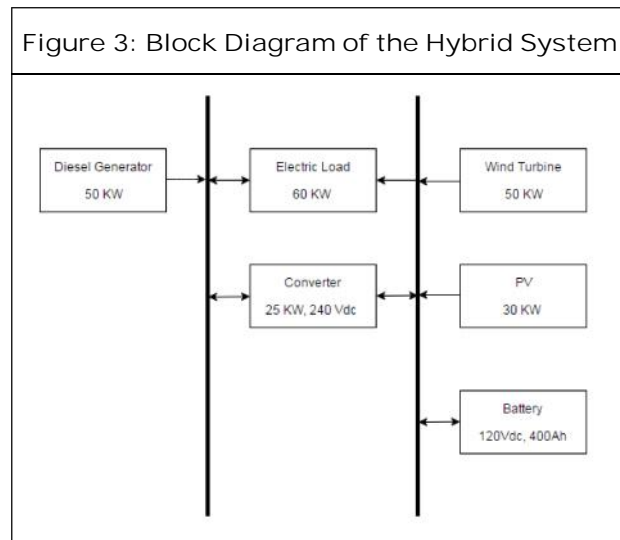 Figure 3: Block Diagram of the Hybrid System
Diesel Generator
50 KW
Electric Load
60 KW
Wind Turbine
50 KW
Converter
25 KW, 240 Vdc
PV
30 KW
Battery
120Vdc, 400Ah